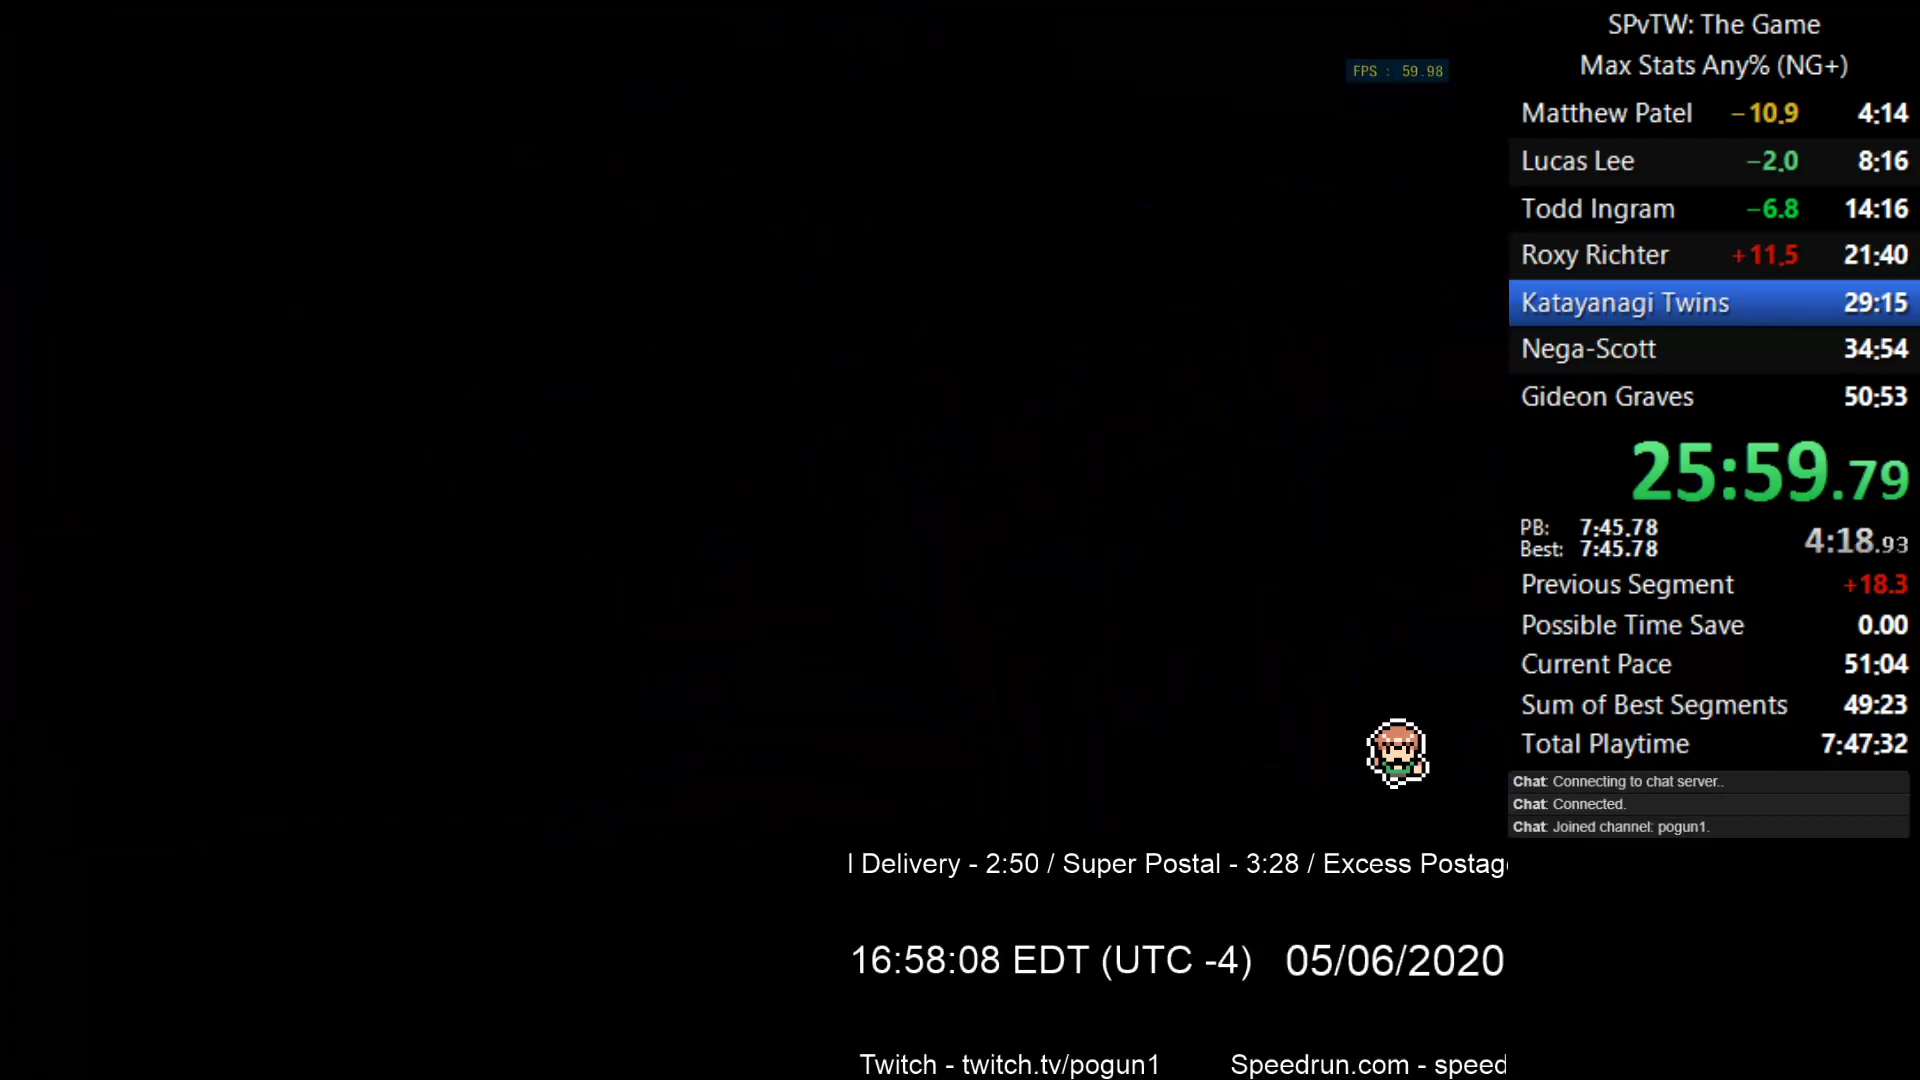 SPvTW: The Game
Max Stats Any% (NG+)
FPS : 59.98
Matthew Patel −10.9 4:14
Lucas Lee −2.0 8:16
Todd Ingram −6.8 14:16
Roxy Richter +11.5 21:40
Katayanagi Twins 29:15
Nega-Scott 34:54
Gideon Graves 50:53
25:59.79
PB: 7:45.78
Best: 7:45.78
4:18.93
Previous Segment +18.3
Possible Time Save 0.00
Current Pace 51:04
Sum of Best Segments 49:23
Total Playtime 7:47:32
Chat: Connecting to chat server..
Chat: Connected.
Chat: Joined channel: pogun1.
l Delivery - 2:50 / Super Postal - 3:28 / Excess Postag
16:58:08 EDT (UTC -4) 05/06/2020
Twitch - twitch.tv/pogun1 Speedrun.com - speed